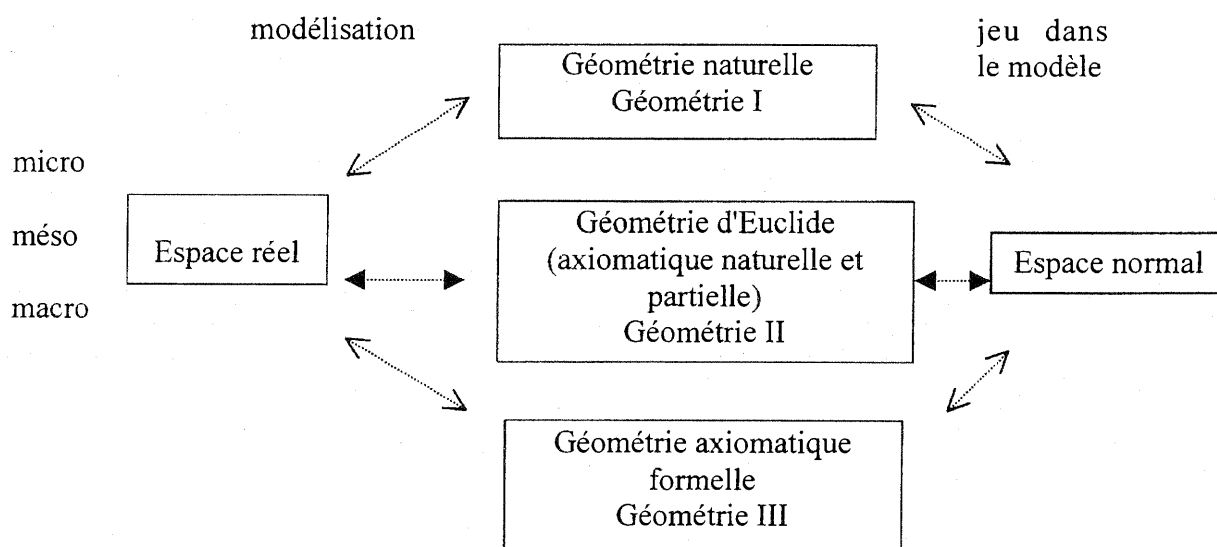 modélisation
jeu dans
le modèle
Géométrie naturelle
Géométrie I
micro
méso
macro
Espace réel
Géométrie d'Euclide
(axiomatique naturelle et
partielle)
Géométrie II
Espace normal
Géométrie axiomatique
formelle
Géométrie III